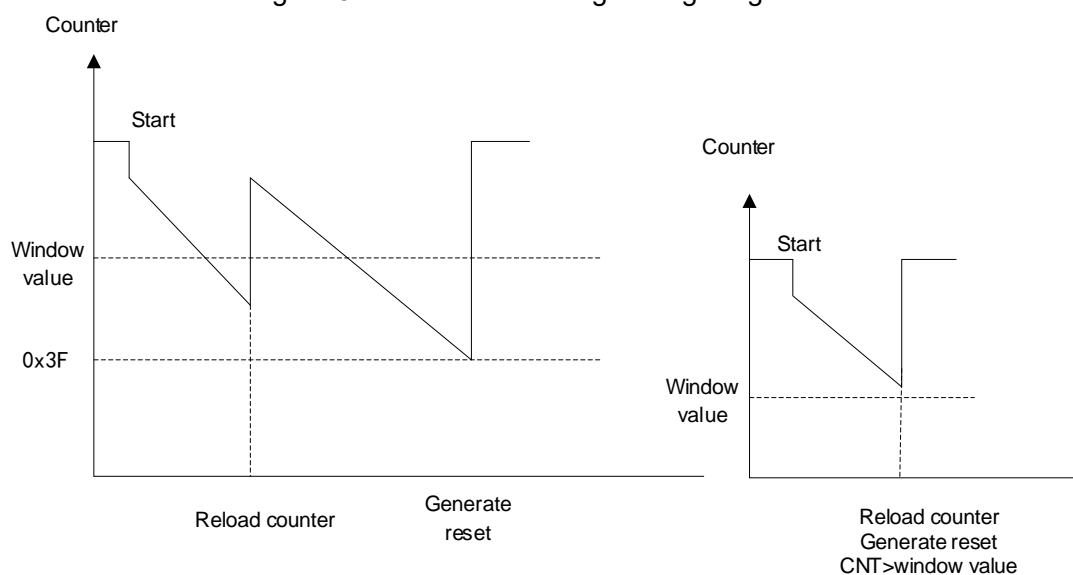 Counter
Start
Window
value
0x3F
Reload counter
Generate
reset
Counter
Start
Window
value
Reload counter
Generate reset
CNT>window value